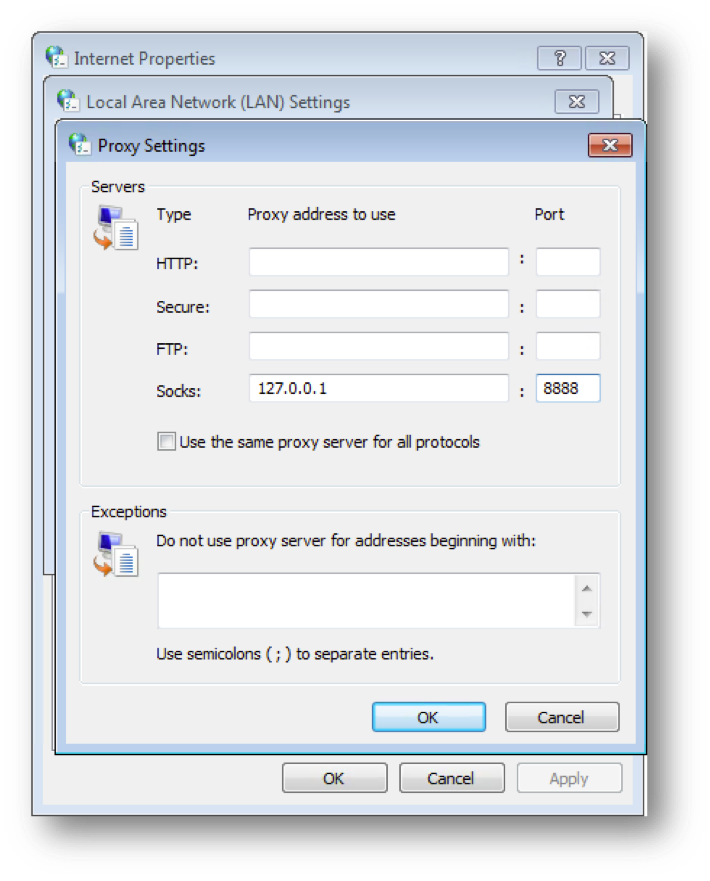 Internet Properties
Local Area Network (LAN) Settings
Proxy Settings
Servers
Type Proxy address to use Port
HTTP: :
Secure: :
FTP: :
Socks: 127.0.0.1 : 8888
Use the same proxy server for all protocols
Exceptions
Do not use proxy server for addresses beginning with:
Use semicolons ( ; ) to separate entries.
OK Cancel
OK Cancel Apply